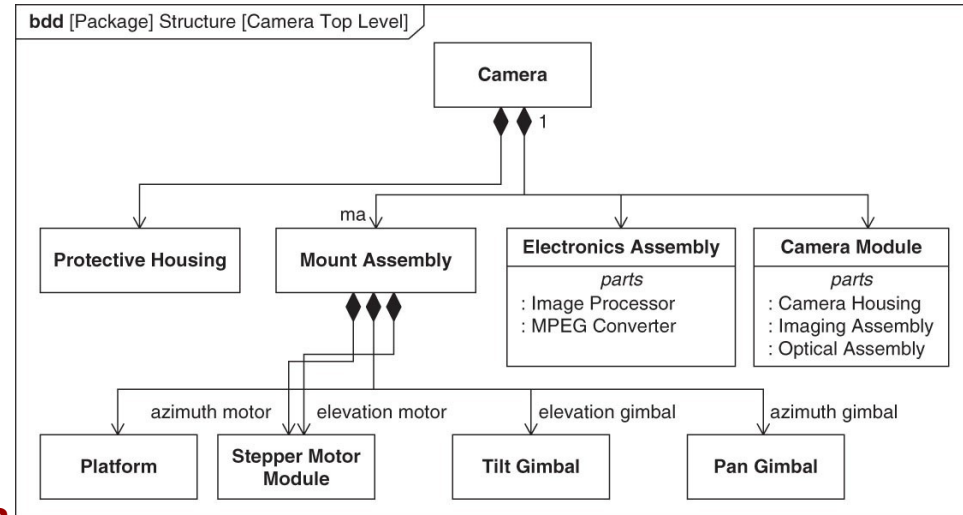 bdd [Package] Structure [Camera Top Level]
Camera
1
ma
Protective Housing
Mount Assembly
Electronics Assembly
parts
: Image Processor
: MPEG Converter
Camera Module
parts
: Camera Housing
: Imaging Assembly
: Optical Assembly
azimuth motor
elevation motor
elevation gimbal
azimuth gimbal
Platform
Stepper Motor
Module
Tilt Gimbal
Pan Gimbal